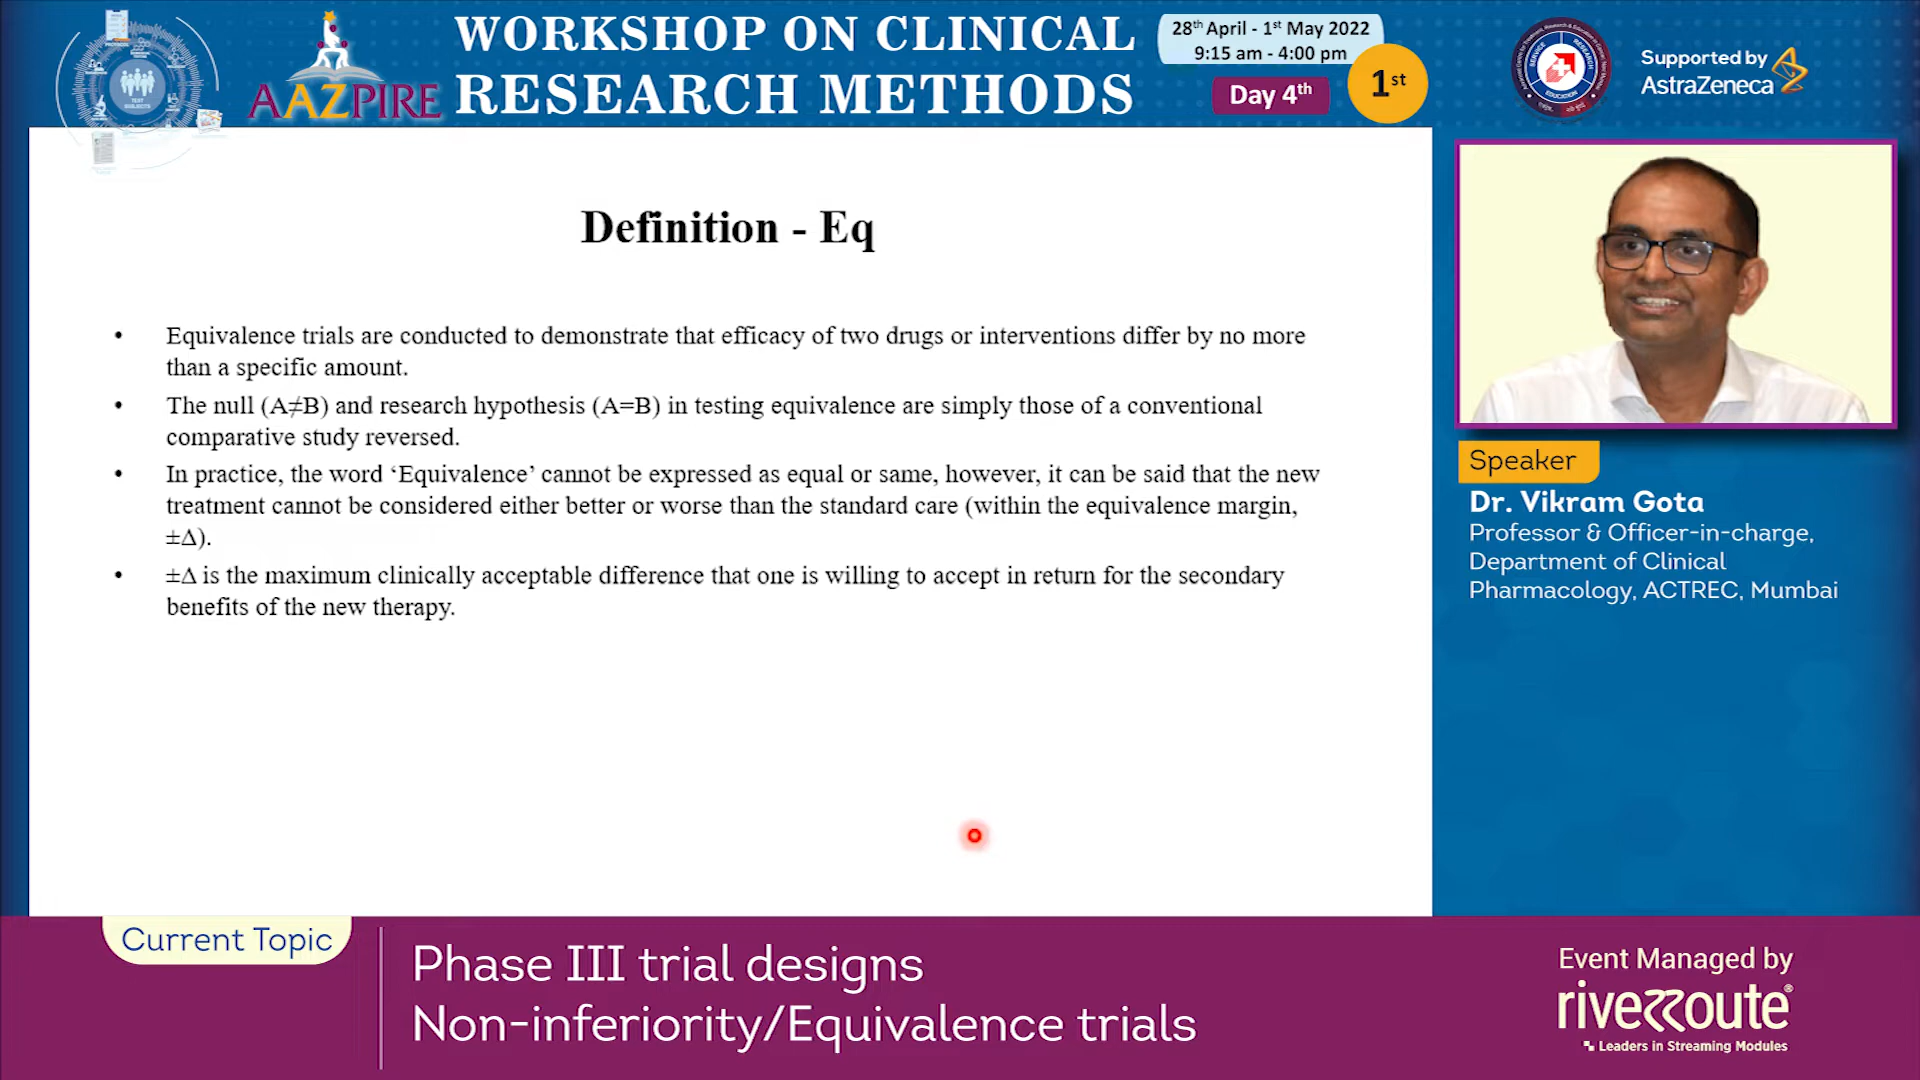 AAZPIRE
WORKSHOP ON CLINICAL
RESEARCH METHODS
28th April - 1st May 2022
9:15 am - 4:00 pm
Day 4th
1st
Supported by
AstraZeneca
TEST
SUBJECTS
SERVICE
RESEARCH
EDUCATION
Definition - Eq
• Equivalence trials are conducted to demonstrate that efficacy of two drugs or interventions differ by no more
than a specific amount.
• The null (A≠B) and research hypothesis (A=B) in testing equivalence are simply those of a conventional
comparative study reversed.
• In practice, the word ‘Equivalence’ cannot be expressed as equal or same, however, it can be said that the new
treatment cannot be considered either better or worse than the standard care (within the equivalence margin,
±Δ).
• ±Δ is the maximum clinically acceptable difference that one is willing to accept in return for the secondary
benefits of the new therapy.
Speaker
Dr. Vikram Gota
Professor & Officer-in-charge,
Department of Clinical
Pharmacology, ACTREC, Mumbai
Current Topic
Phase III trial designs
Non-inferiority/Equivalence trials
Event Managed by
riverroute®
Leaders in Streaming Modules